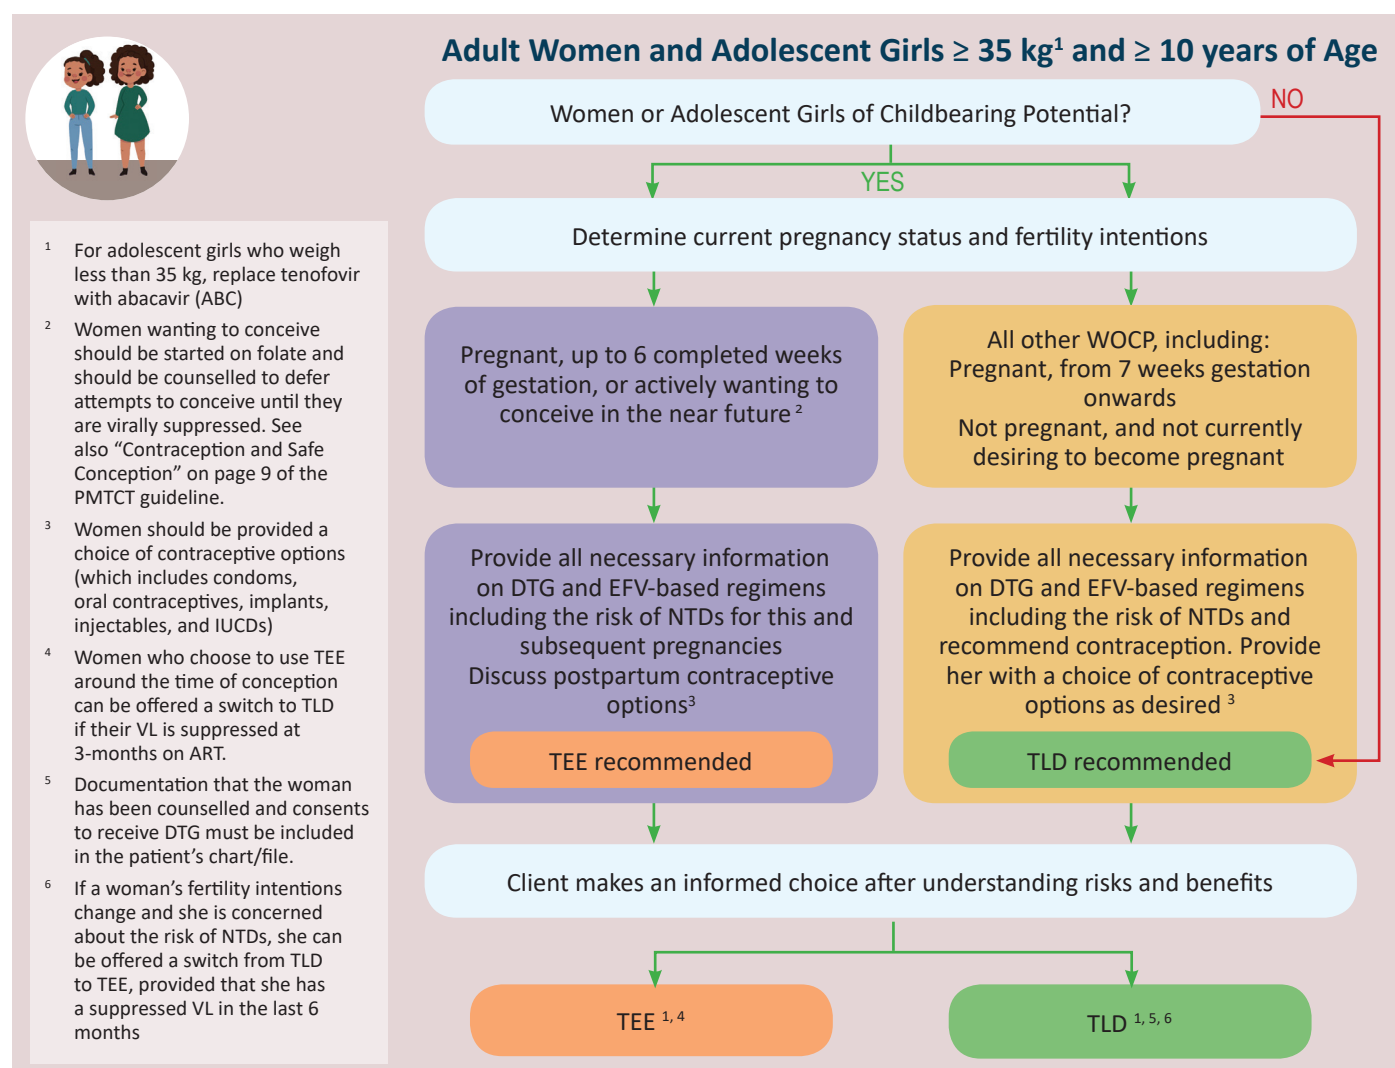 Adult Women and Adolescent Girls ≥ 35 kg¹ and ≥ 10 years of Age
Women or Adolescent Girls of Childbearing Potential?
NO
YES
Determine current pregnancy status and fertility intentions
Pregnant, up to 6 completed weeks
of gestation, or actively wanting to
conceive in the near future ²
All other WOCP, including:
Pregnant, from 7 weeks gestation
onwards
Not pregnant, and not currently
desiring to become pregnant
Provide all necessary information
on DTG and EFV-based regimens
including the risk of NTDs for this and
subsequent pregnancies
Discuss postpartum contraceptive
options³
TEE recommended
Provide all necessary information
on DTG and EFV-based regimens
including the risk of NTDs and
recommend contraception. Provide
her with a choice of contraceptive
options as desired ³
TLD recommended
Client makes an informed choice after understanding risks and benefits
TEE ¹, ⁴
TLD ¹, ⁵, ⁶
¹ For adolescent girls who weigh
less than 35 kg, replace tenofovir
with abacavir (ABC)
² Women wanting to conceive
should be started on folate and
should be counselled to defer
attempts to conceive until they
are virally suppressed. See
also “Contraception and Safe
Conception” on page 9 of the
PMTCT guideline.
³ Women should be provided a
choice of contraceptive options
(which includes condoms,
oral contraceptives, implants,
injectables, and IUCDs)
⁴ Women who choose to use TEE
around the time of conception
can be offered a switch to TLD
if their VL is suppressed at
3-months on ART.
⁵ Documentation that the woman
has been counselled and consents
to receive DTG must be included
in the patient’s chart/file.
⁶ If a woman’s fertility intentions
change and she is concerned
about the risk of NTDs, she can
be offered a switch from TLD
to TEE, provided that she has
a suppressed VL in the last 6
months